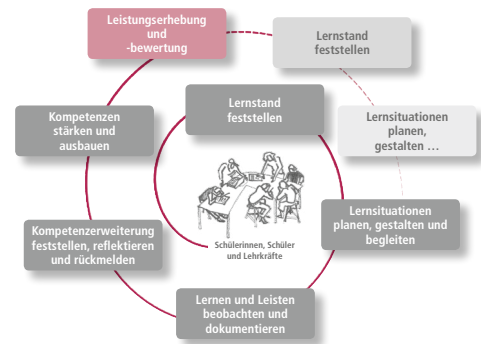 Leistungserhebung
und
-bewertung
Lernstand
feststellen
Lernstand
feststellen
Kompetenzen
stärken und
ausbauen
Lernsituationen
planen,
gestalten …
Schülerinnen, Schüler
und Lehrkräfte
Lernsituationen
planen, gestalten und
begleiten
Kompetenzerweiterung
feststellen, reflektieren
und rückmelden
Lernen und Leisten
beobachten und
dokumentieren